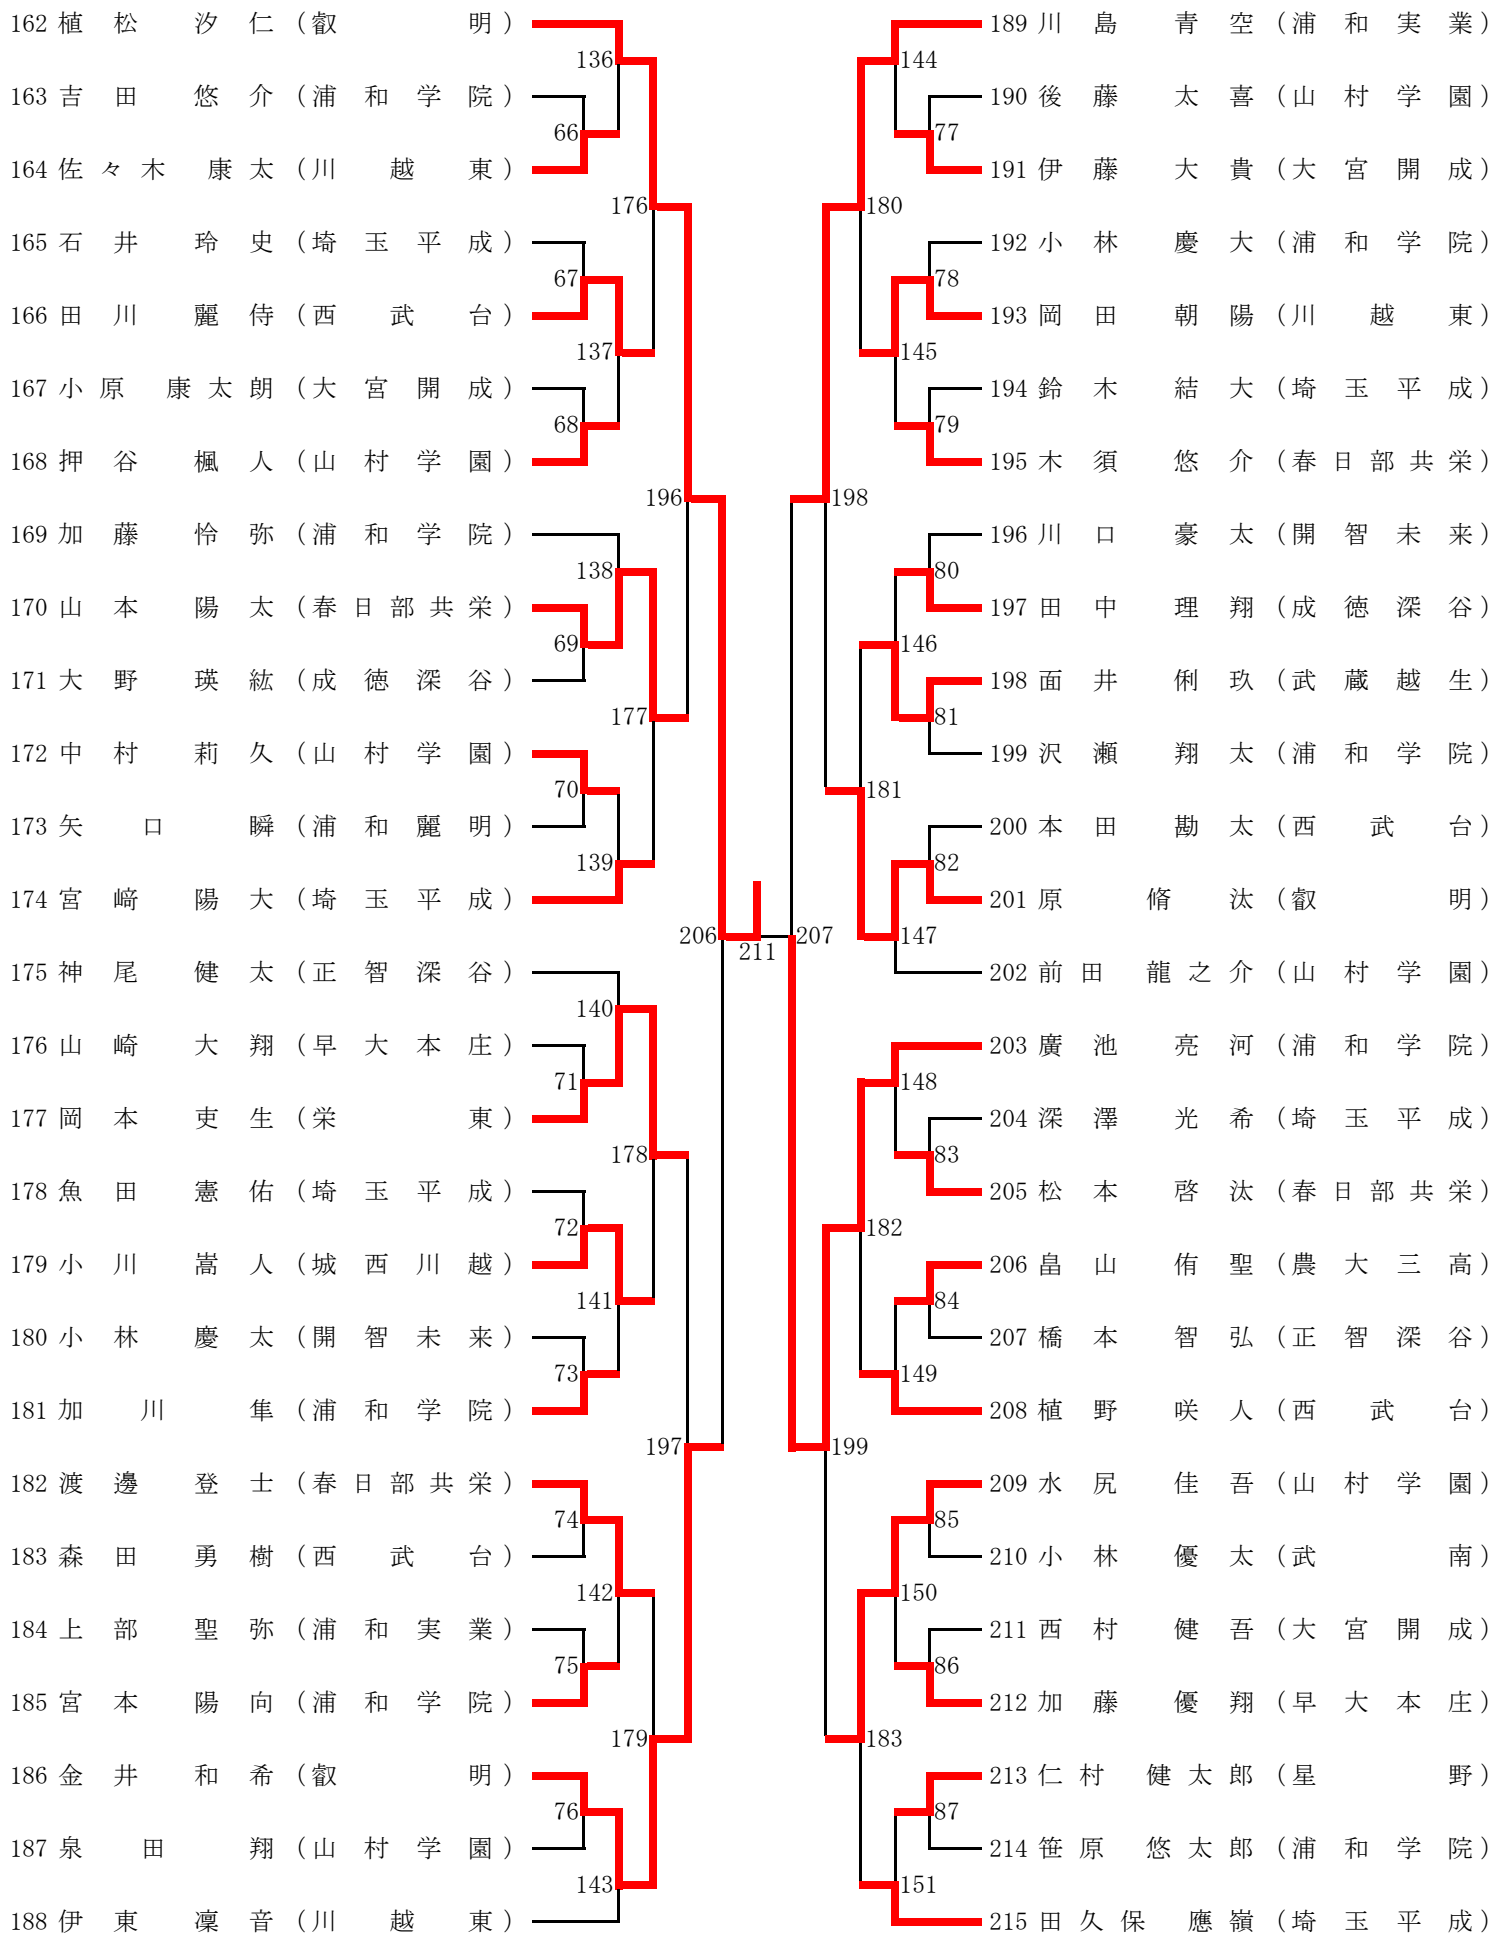 162 植松 汐仁 (叡明)
136
163 吉田 悠介 (浦和学院)
66
164 佐々木 康太 (川越東)
176
165 石井 玲史 (埼玉平成)
67
166 田川 麗侍 (西武台)
137
167 小原 康太朗 (大宮開成)
68
168 押谷 楓人 (山村学園)
196
169 加藤 怜弥 (浦和学院)
138
170 山本 陽太 (春日部共栄)
69
171 大野 瑛紘 (成徳深谷)
177
172 中村 莉久 (山村学園)
70
173 矢口 瞬 (浦和麗明)
139
174 宮﨑 陽大 (埼玉平成)
206
211
175 神尾 健太 (正智深谷)
140
176 山崎 大翔 (早大本庄)
71
177 岡本 吏生 (栄東)
178
178 魚田 憲佑 (埼玉平成)
72
179 小川 嵩人 (城西川越)
141
180 小林 慶太 (開智未来)
73
181 加川 隼 (浦和学院)
197
182 渡邊 登士 (春日部共栄)
74
183 森田 勇樹 (西武台)
142
184 上部 聖弥 (浦和実業)
75
185 宮本 陽向 (浦和学院)
179
186 金井 和希 (叡明)
76
187 泉田 翔 (山村学園)
143
188 伊東 凜音 (川越東)
189 川島 青空 (浦和実業)
144
190 後藤 太喜 (山村学園)
77
191 伊藤 大貴 (大宮開成)
180
192 小林 慶大 (浦和学院)
78
193 岡田 朝陽 (川越東)
145
194 鈴木 結大 (埼玉平成)
79
195 木須 悠介 (春日部共栄)
198
196 川口 豪太 (開智未来)
80
197 田中 理翔 (成徳深谷)
146
198 面井 俐玖 (武蔵越生)
81
199 沢瀬 翔太 (浦和学院)
181
200 本田 勘太 (西武台)
82
201 原 脩汰 (叡明)
207
147
202 前田 龍之介 (山村学園)
203 廣池 亮河 (浦和学院)
148
204 深澤 光希 (埼玉平成)
83
205 松本 啓汰 (春日部共栄)
182
206 畠山 侑聖 (農大三高)
84
207 橋本 智弘 (正智深谷)
149
208 植野 咲人 (西武台)
199
209 水尻 佳吾 (山村学園)
85
210 小林 優太 (武南)
150
211 西村 健吾 (大宮開成)
86
212 加藤 優翔 (早大本庄)
183
213 仁村 健太郎 (星野)
87
214 笹原 悠太郎 (浦和学院)
151
215 田久保 應嶺 (埼玉平成)